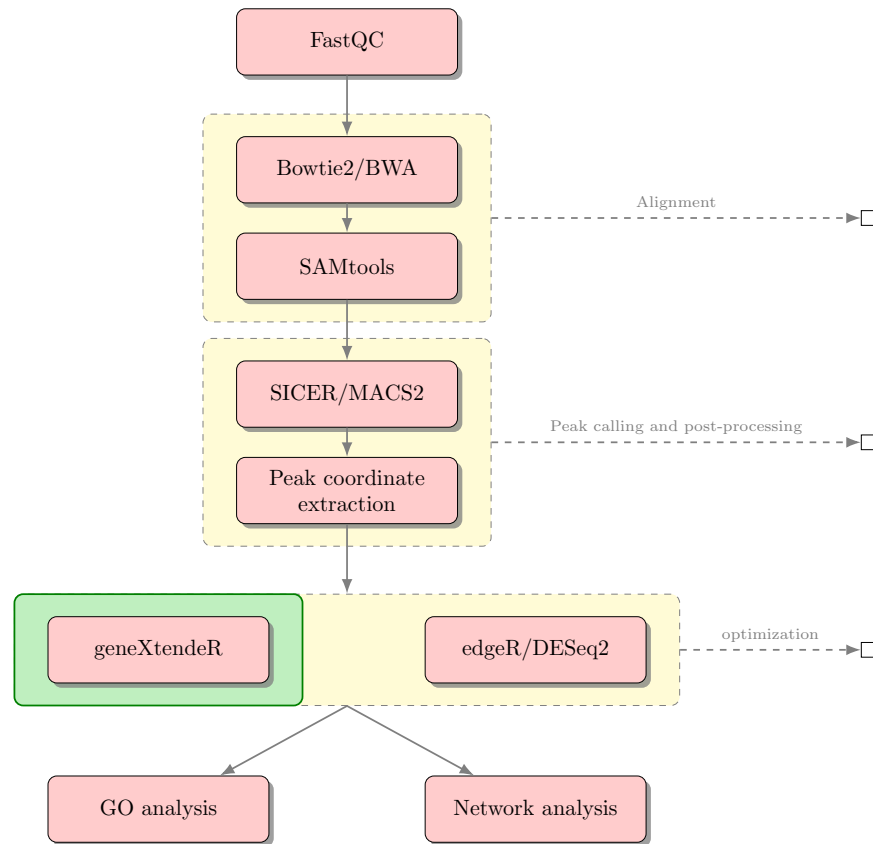 FastQC
Bowtie2/BWA
Alignment
SAMtools
SICER/MACS2
Peak calling and post-processing
Peak coordinate
extraction
geneXtendeR
edgeR/DESeq2
optimization
GO analysis
Network analysis